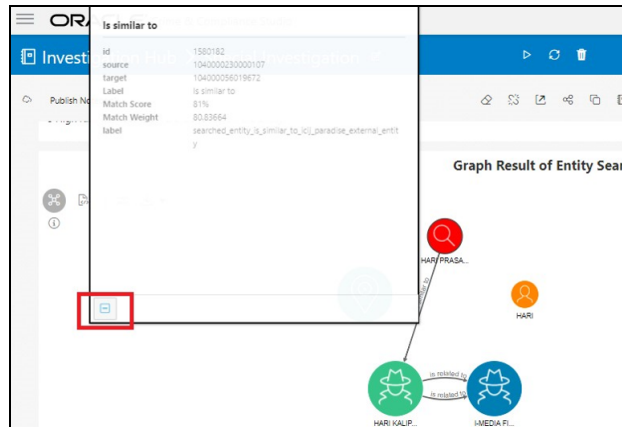 ORA
Is similar to
Investi
id 1580182
source 1040000230000107
target 104000056019672
Label Is similar to
Match Score 81%
Match Weight 80.83664
label searched_entity_is_similar_to_icij_paradise_external_entit
y
Publish No
Graph Result of Entity Sear
HARI PRASA...
HARI
is related to
is related to
HARI KALIP...
I-MEDIA FI...